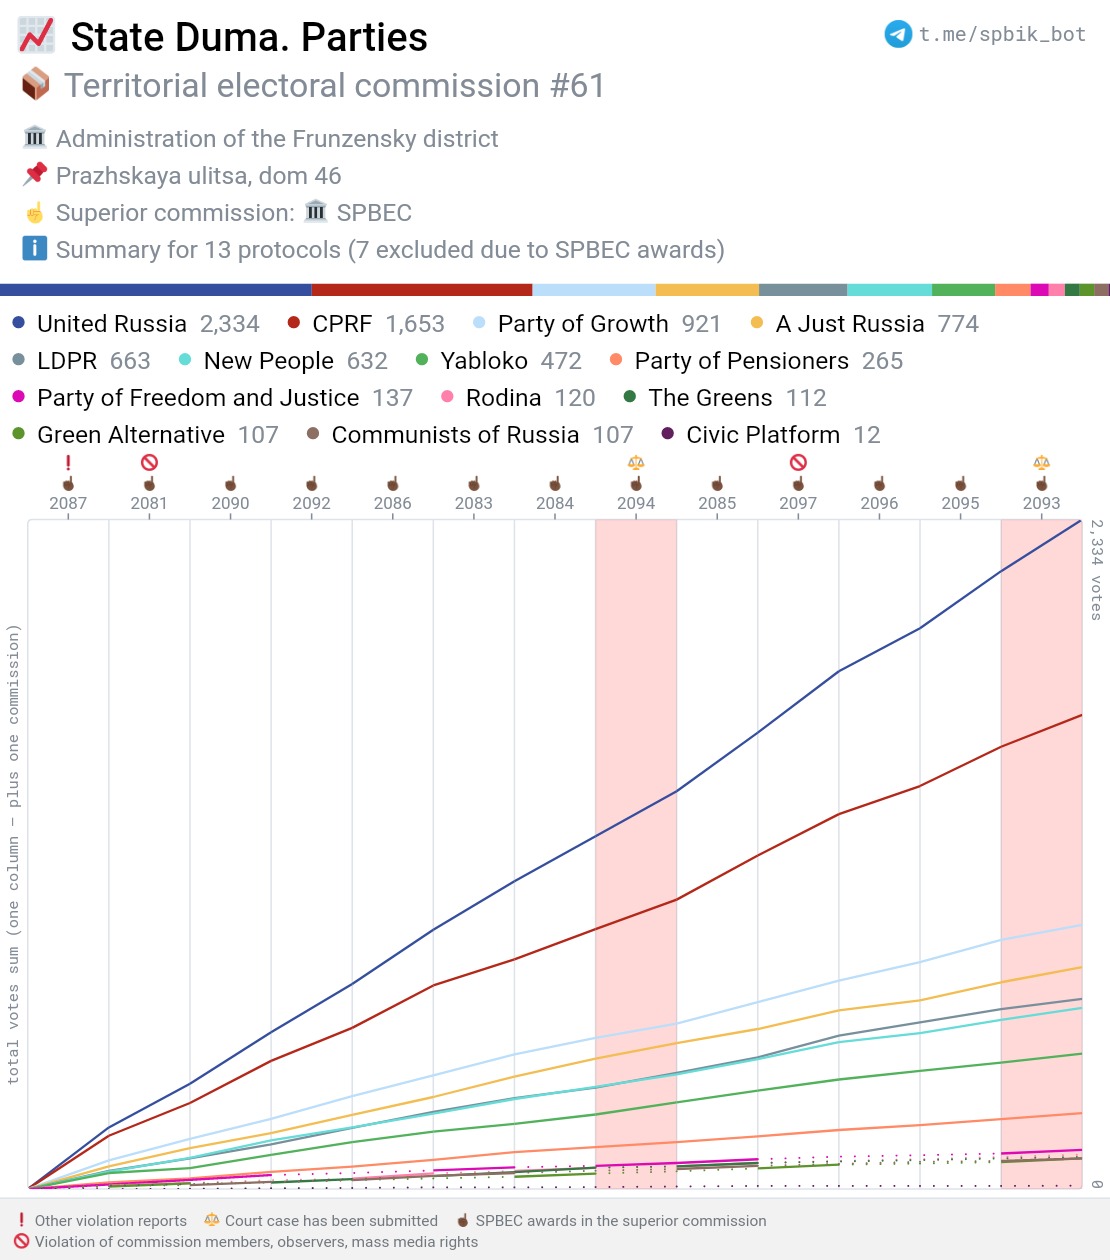 State Duma. Parties
t.me/spbik_bot
Territorial electoral commission #61
Administration of the Frunzensky district
Prazhskaya ulitsa, dom 46
Superior commission: SPBEC
Summary for 13 protocols (7 excluded due to SPBEC awards)
United Russia 2,334 CPRF 1,653 Party of Growth 921 A Just Russia 774
LDPR 663 New People 632 Yabloko 472 Party of Pensioners 265
Party of Freedom and Justice 137 Rodina 120 The Greens 112
Green Alternative 107 Communists of Russia 107 Civic Platform 12
2087 2081 2090 2092 2086 2083 2084 2094 2085 2097 2096 2095 2093
2,334 votes
total votes sum (one column – plus one commission)
0
Other violation reports Court case has been submitted SPBEC awards in the superior commission
Violation of commission members, observers, mass media rights